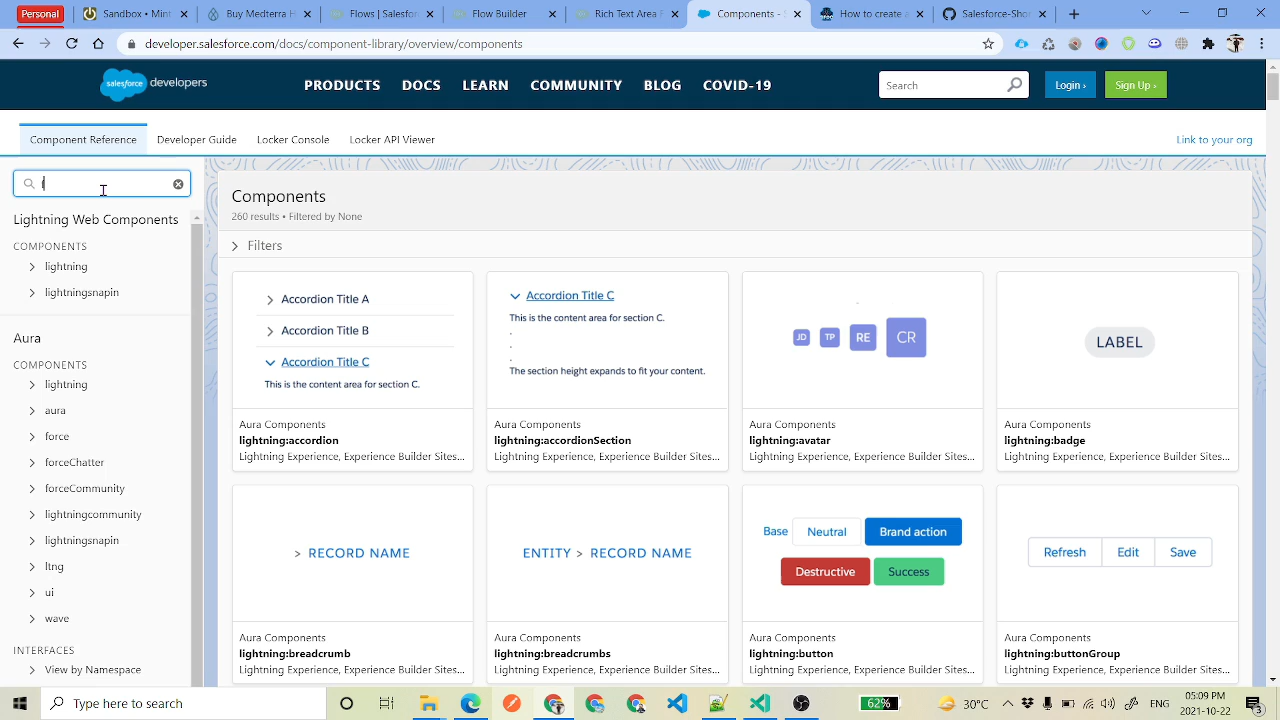 Personal
Sandbox - Mint
Salesforce
Flow Builder
Mint Text Ex
Components - S
How to Crea
Salesforce-Sho
developer.salesforce.com/docs/component-library/overview/components
salesforce developers
PRODUCTS DOCS LEARN COMMUNITY BLOG COVID-19
Search
Login ›
Sign Up ›
Component Reference Developer Guide Locker Console Locker API Viewer
Link to your org
l
Lightning Web Components
COMPONENTS
lightning
lightningsnapin
Aura
COMPONENTS
lightning
aura
force
forceChatter
forceCommunity
lightningcommunity
lightningsnapin
ltng
ui
wave
INTERFACES
View by Namespace
Components
260 results • Filtered by None
Filters
Accordion Title A
Accordion Title B
Accordion Title C
This is the content area for section C.
Aura Components
lightning:accordion
Lightning Experience, Experience Builder Sites...
Accordion Title C
This is the content area for section C.
.
.
.
The section height expands to fit your content.
Aura Components
lightning:accordionSection
Lightning Experience, Experience Builder Sites...
JD TP RE CR
Aura Components
lightning:avatar
Lightning Experience, Experience Builder Sites...
LABEL
Aura Components
lightning:badge
Lightning Experience, Experience Builder Sites...
> RECORD NAME
Aura Components
lightning:breadcrumb
Lightning Experience, Experience Builder Sites...
ENTITY > RECORD NAME
Aura Components
lightning:breadcrumbs
Lightning Experience, Experience Builder Sites...
Base Neutral Brand action
Destructive Success
Aura Components
lightning:button
Lightning Experience, Experience Builder Sites...
Refresh Edit Save
Aura Components
lightning:buttonGroup
Lightning Experience, Experience Builder Sites...
Type here to search
62%
30°C
ENG
05:09 PM
2021-10-22
3